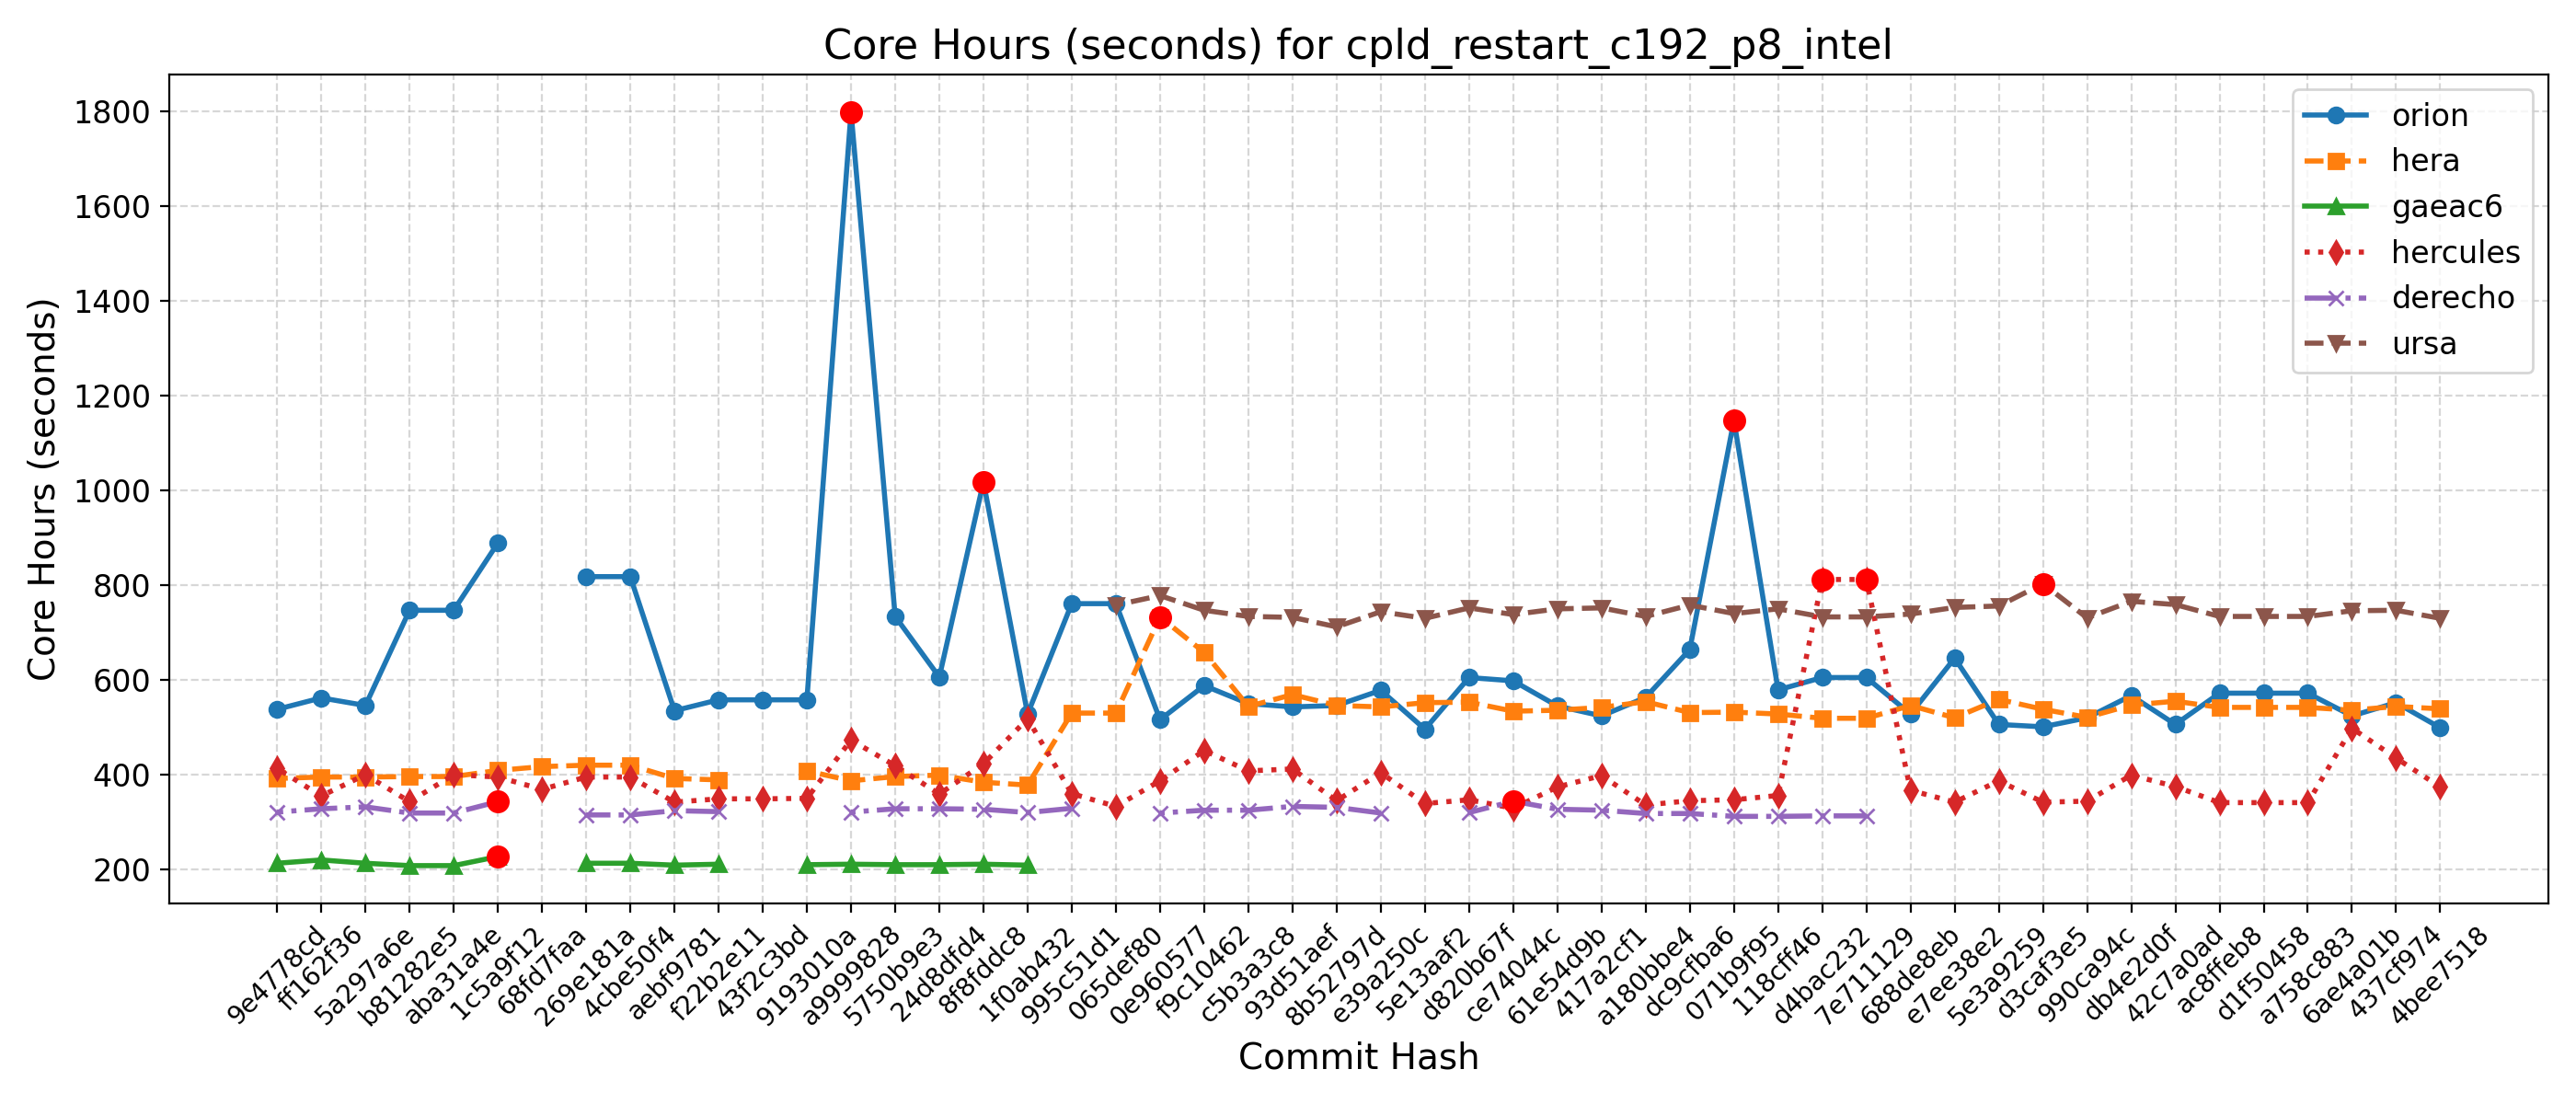 Core Hours (seconds) for cpld_restart_c192_p8_intel
Core Hours (seconds)
1800
1600
1400
1200
1000
800
600
400
200
orion
hera
gaeac6
hercules
derecho
ursa
9e4778cd
ff162f36
5a297a6e
b81282e5
aba31a4e
1c5a9f12
68fd7faa
269e181a
4cbe50f4
aebf9781
f22b2e11
43f2c3bd
9193010a
a9999828
5750b9e3
24d8dfd4
8f8fddc8
1f0ab432
995c51d1
065def80
0e960577
f9c10462
c5b3a3c8
93d51aef
8b52797d
e39a250c
5e13aaf2
d820b67f
ce74044c
61e54d9b
417a2cf1
a180bbe4
dc9cfba6
071b9f95
118cff46
d4bac232
7e711129
688de8eb
e7ee38e2
5e3a9259
d3caf3e5
990ca94c
db4e2d0f
42c7a0ad
ac8ffeb8
d1f50458
a758c883
6ae4a01b
437cf974
4bee7518
Commit Hash